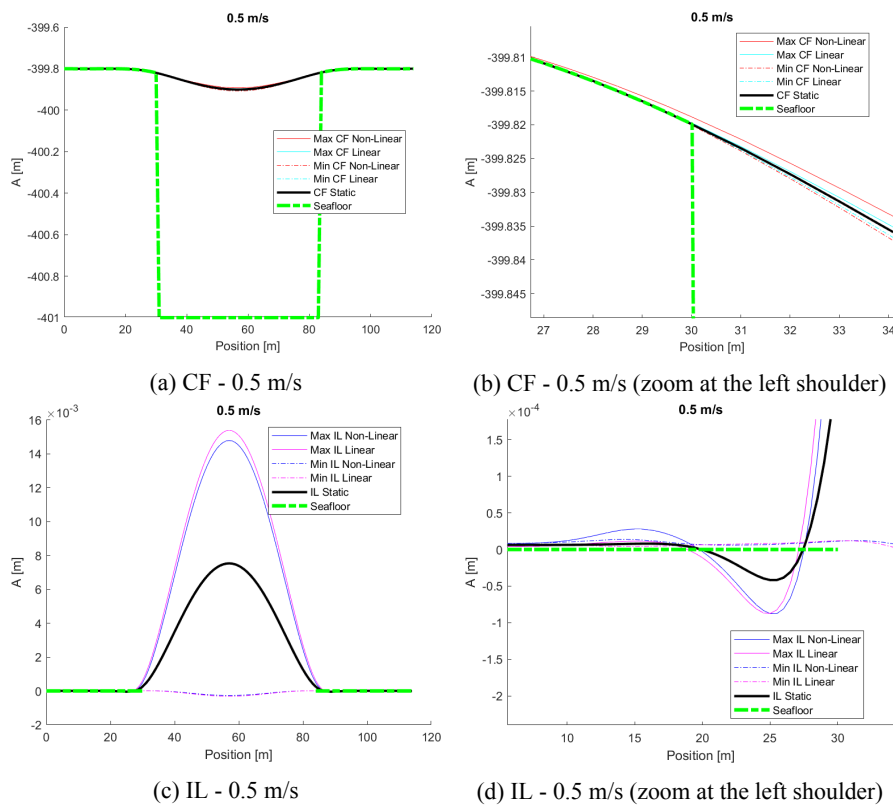 0.5 m/s
-399.6
-399.8
-400
-400.2
-400.4
-400.6
-400.8
-401
A [m]
Max CF Non-Linear
Max CF Linear
Min CF Non-Linear
Min CF Linear
CF Static
Seafloor
0 20 40 60 80 100 120
Position [m]
(a) CF - 0.5 m/s
0.5 m/s
-399.81
-399.815
-399.82
-399.825
-399.83
-399.835
-399.84
-399.845
A [m]
Max CF Non-Linear
Max CF Linear
Min CF Non-Linear
Min CF Linear
CF Static
Seafloor
27 28 29 30 31 32 33 34
Position [m]
(b) CF - 0.5 m/s (zoom at the left shoulder)
×10⁻³
0.5 m/s
16
14
12
10
8
6
4
2
0
-2
A [m]
Max IL Non-Linear
Max IL Linear
Min IL Non-Linear
Min IL Linear
IL Static
Seafloor
0 20 40 60 80 100 120
Position [m]
(c) IL - 0.5 m/s
×10⁻⁴
0.5 m/s
1
0
-1
-2
A [m]
Max IL Non-Linear
Max IL Linear
Min IL Non-Linear
Min IL Linear
IL Static
Seafloor
10 15 20 25 30
Position [m]
(d) IL - 0.5 m/s (zoom at the left shoulder)